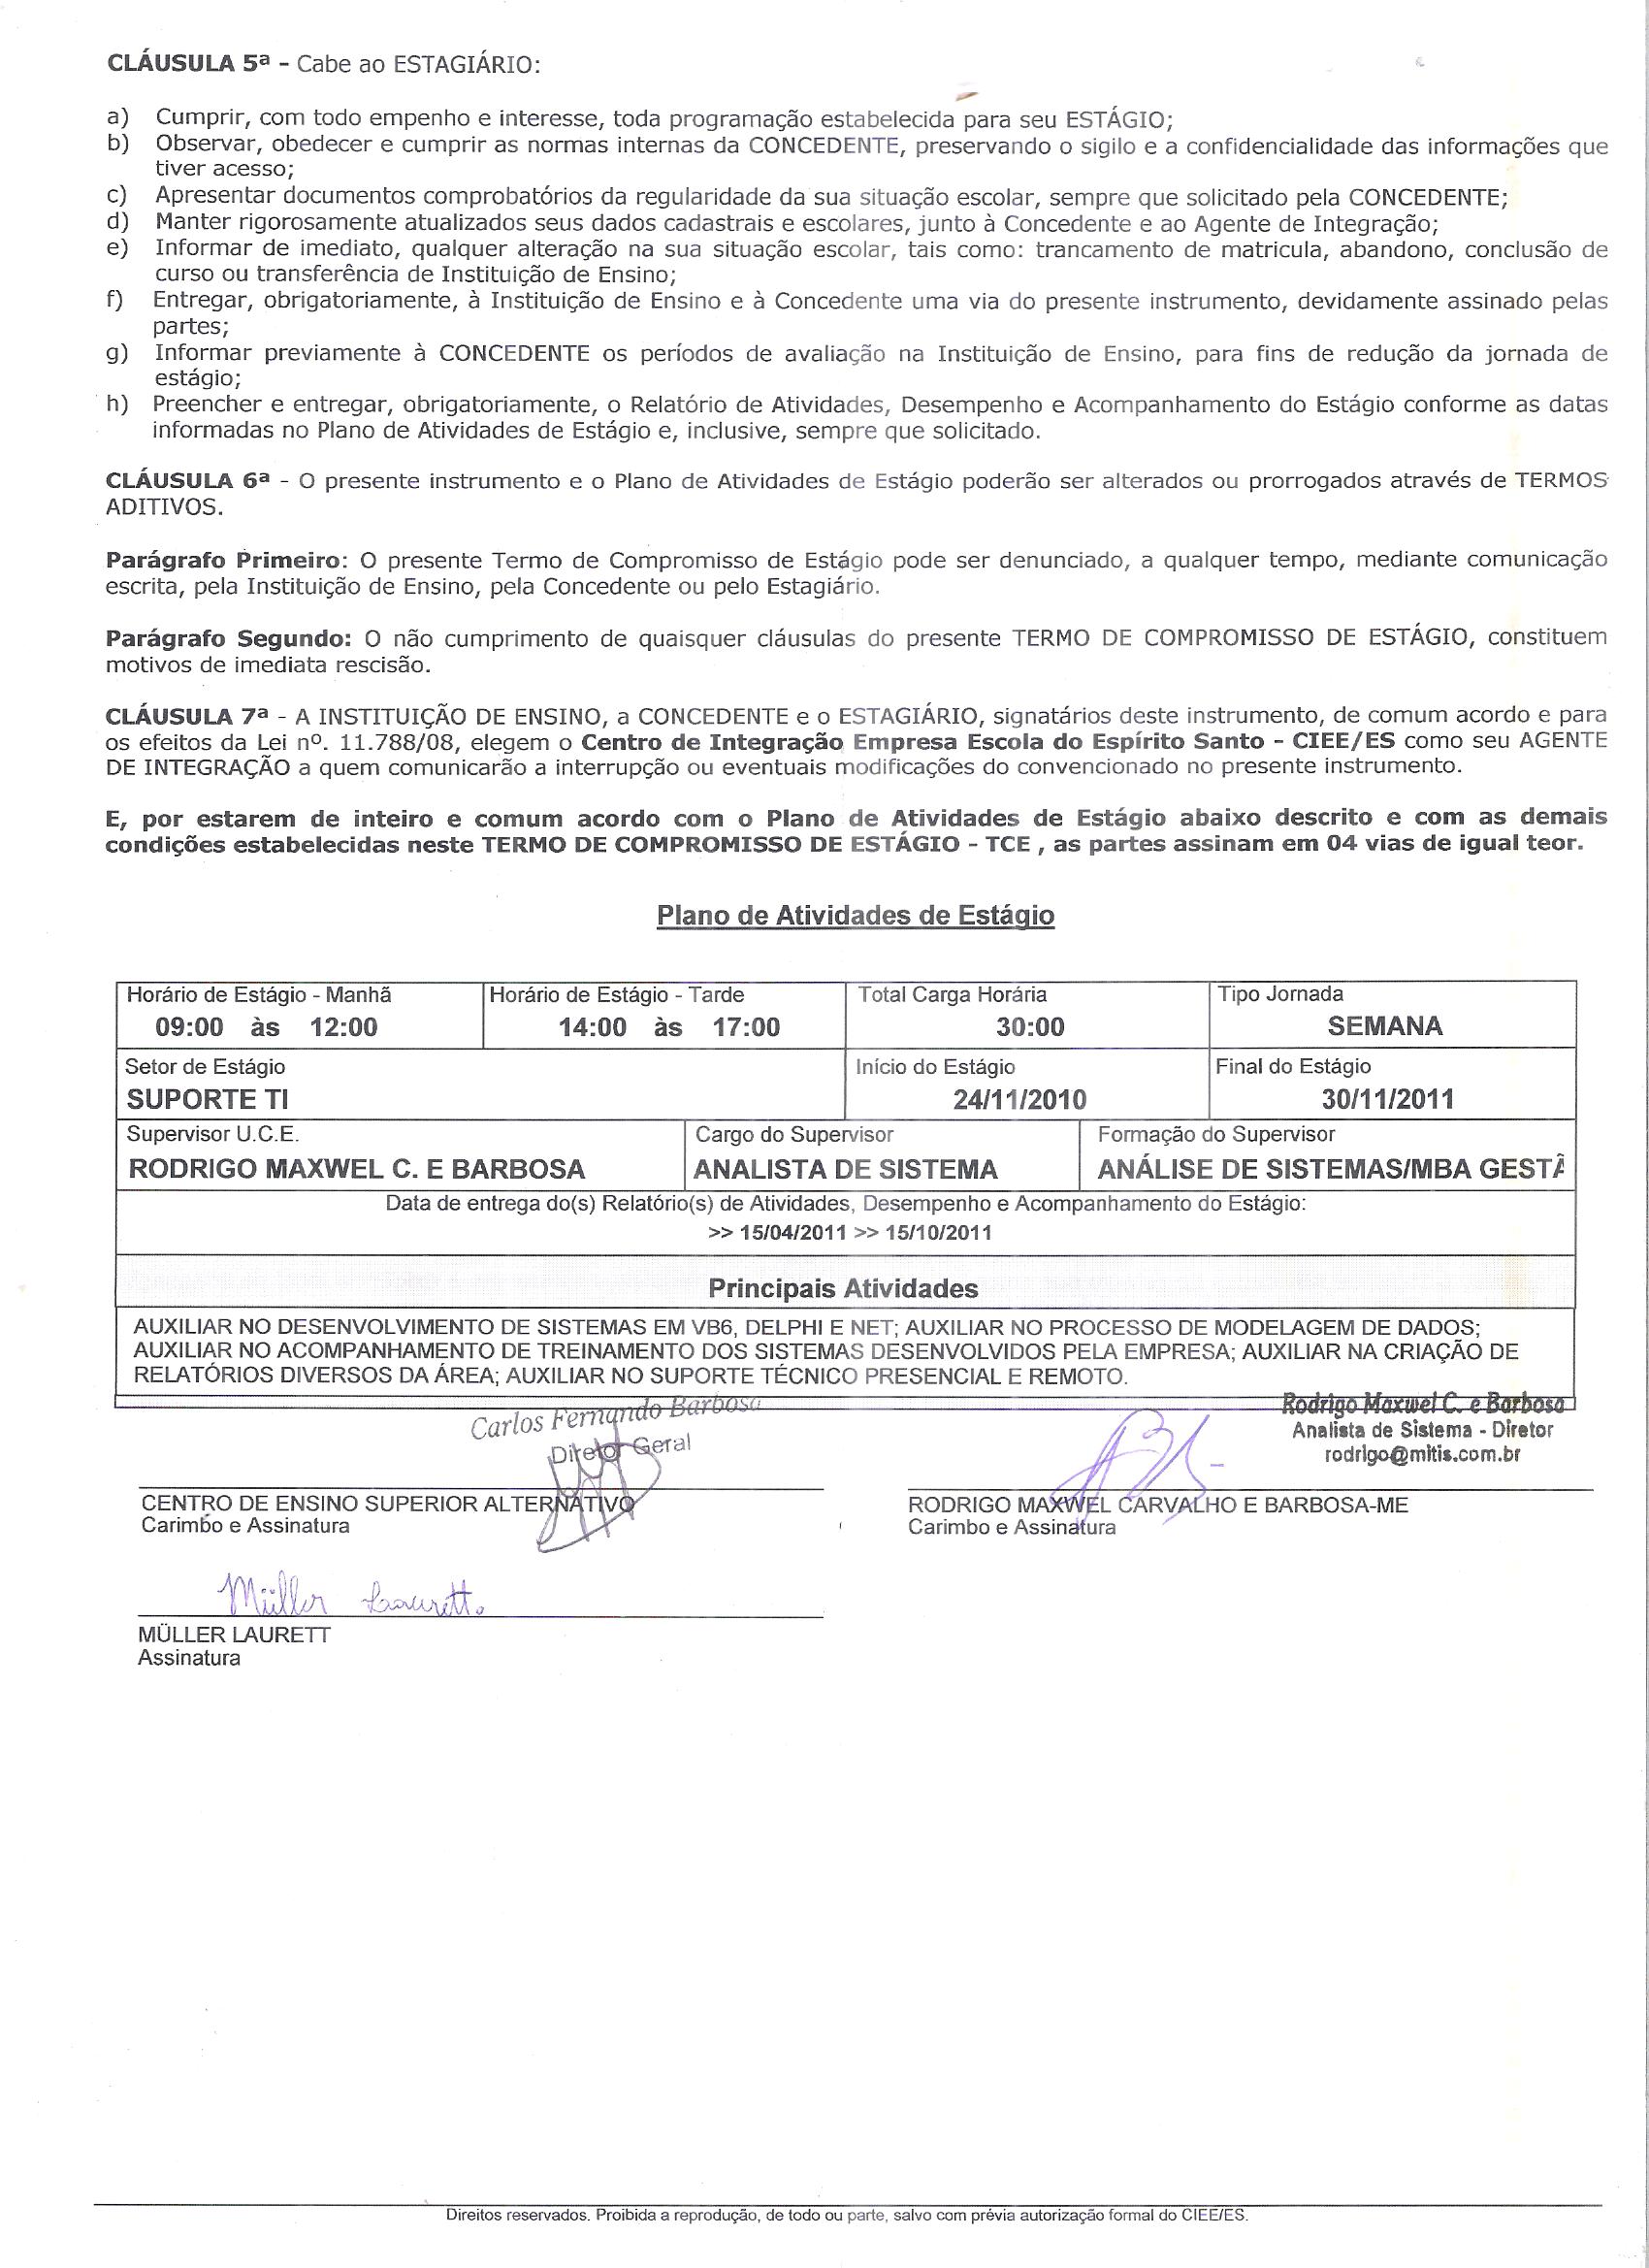 CLÁUSULA 5ª - Cabe ao ESTAGIÁRIO:
a) Cumprir, com todo empenho e interesse, toda programação estabelecida para seu ESTÁGIO;
b) Observar, obedecer e cumprir as normas internas da CONCEDENTE, preservando o sigilo e a confidencialidade das informações que
tiver acesso;
c) Apresentar documentos comprobatórios da regularidade da sua situação escolar, sempre que solicitado pela CONCEDENTE;
d) Manter rigorosamente atualizados seus dados cadastrais e escolares, junto à Concedente e ao Agente de Integração;
e) Informar de imediato, qualquer alteração na sua situação escolar, tais como: trancamento de matricula, abandono, conclusão de
curso ou transferência de Instituição de Ensino;
f) Entregar, obrigatoriamente, à Instituição de Ensino e à Concedente uma via do presente instrumento, devidamente assinado pelas
partes;
g) Informar previamente à CONCEDENTE os períodos de avaliação na Instituição de Ensino, para fins de redução da jornada de
estágio;
h) Preencher e entregar, obrigatoriamente, o Relatório de Atividades, Desempenho e Acompanhamento do Estágio conforme as datas
informadas no Plano de Atividades de Estágio e, inclusive, sempre que solicitado.
CLÁUSULA 6ª - O presente instrumento e o Plano de Atividades de Estágio poderão ser alterados ou prorrogados através de TERMOS
ADITIVOS.
Parágrafo Primeiro: O presente Termo de Compromisso de Estágio pode ser denunciado, a qualquer tempo, mediante comunicação
escrita, pela Instituição de Ensino, pela Concedente ou pelo Estagiário.
Parágrafo Segundo: O não cumprimento de quaisquer cláusulas do presente TERMO DE COMPROMISSO DE ESTÁGIO, constituem
motivos de imediata rescisão.
CLÁUSULA 7ª - A INSTITUIÇÃO DE ENSINO, a CONCEDENTE e o ESTAGIÁRIO, signatários deste instrumento, de comum acordo e para
os efeitos da Lei nº. 11.788/08, elegem o Centro de Integração Empresa Escola do Espírito Santo - CIEE/ES como seu AGENTE
DE INTEGRAÇÃO a quem comunicarão a interrupção ou eventuais modificações do convencionado no presente instrumento.
E, por estarem de inteiro e comum acordo com o Plano de Atividades de Estágio abaixo descrito e com as demais
condições estabelecidas neste TERMO DE COMPROMISSO DE ESTÁGIO - TCE , as partes assinam em 04 vias de igual teor.
Plano de Atividades de Estágio
Horário de Estágio - Manhã Horário de Estágio - Tarde Total Carga Horária Tipo Jornada
09:00 às 12:00 14:00 às 17:00 30:00 SEMANA
Setor de Estágio Início do Estágio Final do Estágio
SUPORTE TI 24/11/2010 30/11/2011
Supervisor U.C.E. Cargo do Supervisor Formação do Supervisor
RODRIGO MAXWEL C. E BARBOSA ANALISTA DE SISTEMA ANÁLISE DE SISTEMAS/MBA GESTÃ
Data de entrega do(s) Relatório(s) de Atividades, Desempenho e Acompanhamento do Estágio:
>> 15/04/2011 >> 15/10/2011
Principais Atividades
AUXILIAR NO DESENVOLVIMENTO DE SISTEMAS EM VB6, DELPHI E NET; AUXILIAR NO PROCESSO DE MODELAGEM DE DADOS;
AUXILIAR NO ACOMPANHAMENTO DE TREINAMENTO DOS SISTEMAS DESENVOLVIDOS PELA EMPRESA; AUXILIAR NA CRIAÇÃO DE
RELATÓRIOS DIVERSOS DA ÁREA; AUXILIAR NO SUPORTE TÉCNICO PRESENCIAL E REMOTO.
Carlos Fernando Barbosa
Diretor Geral
Rodrigo Maxwel C. e Barbosa
Analista de Sistema - Diretor
rodrigo@mitis.com.br
CENTRO DE ENSINO SUPERIOR ALTERNATIVO
Carimbo e Assinatura
RODRIGO MAXWEL CARVALHO E BARBOSA-ME
Carimbo e Assinatura
Müller Laurett
MÜLLER LAURETT
Assinatura
Direitos reservados. Proibida a reprodução, de todo ou parte, salvo com prévia autorização formal do CIEE/ES.